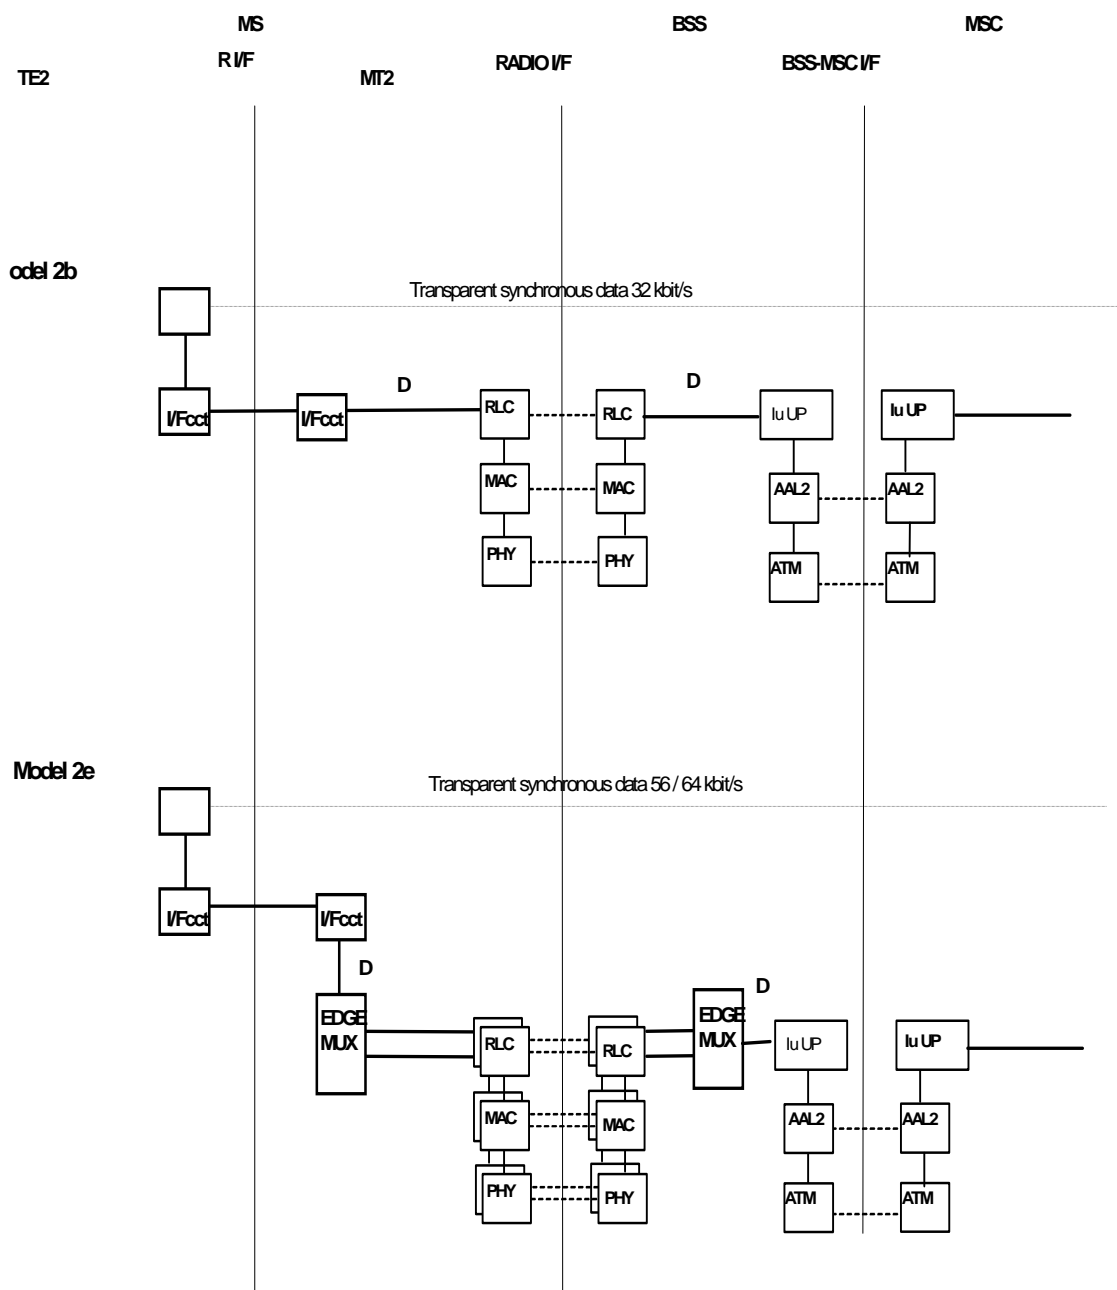 MS BSS MSC
R I/F RADIO I/F BSS-MSC I/F
TE2 MT2
odel 2b
Transparent synchronous data 32 kbit/s
D D
I/Fcct I/Fcct RLC RLC Iu UP Iu UP
MAC MAC AAL2 AAL2
PHY PHY ATM ATM
Model 2e
Transparent synchronous data 56 / 64 kbit/s
I/Fcct I/Fcct
D D
EDGE EDGE
MUX RLC RLC MUX Iu UP Iu UP
MAC MAC AAL2 AAL2
PHY PHY ATM ATM